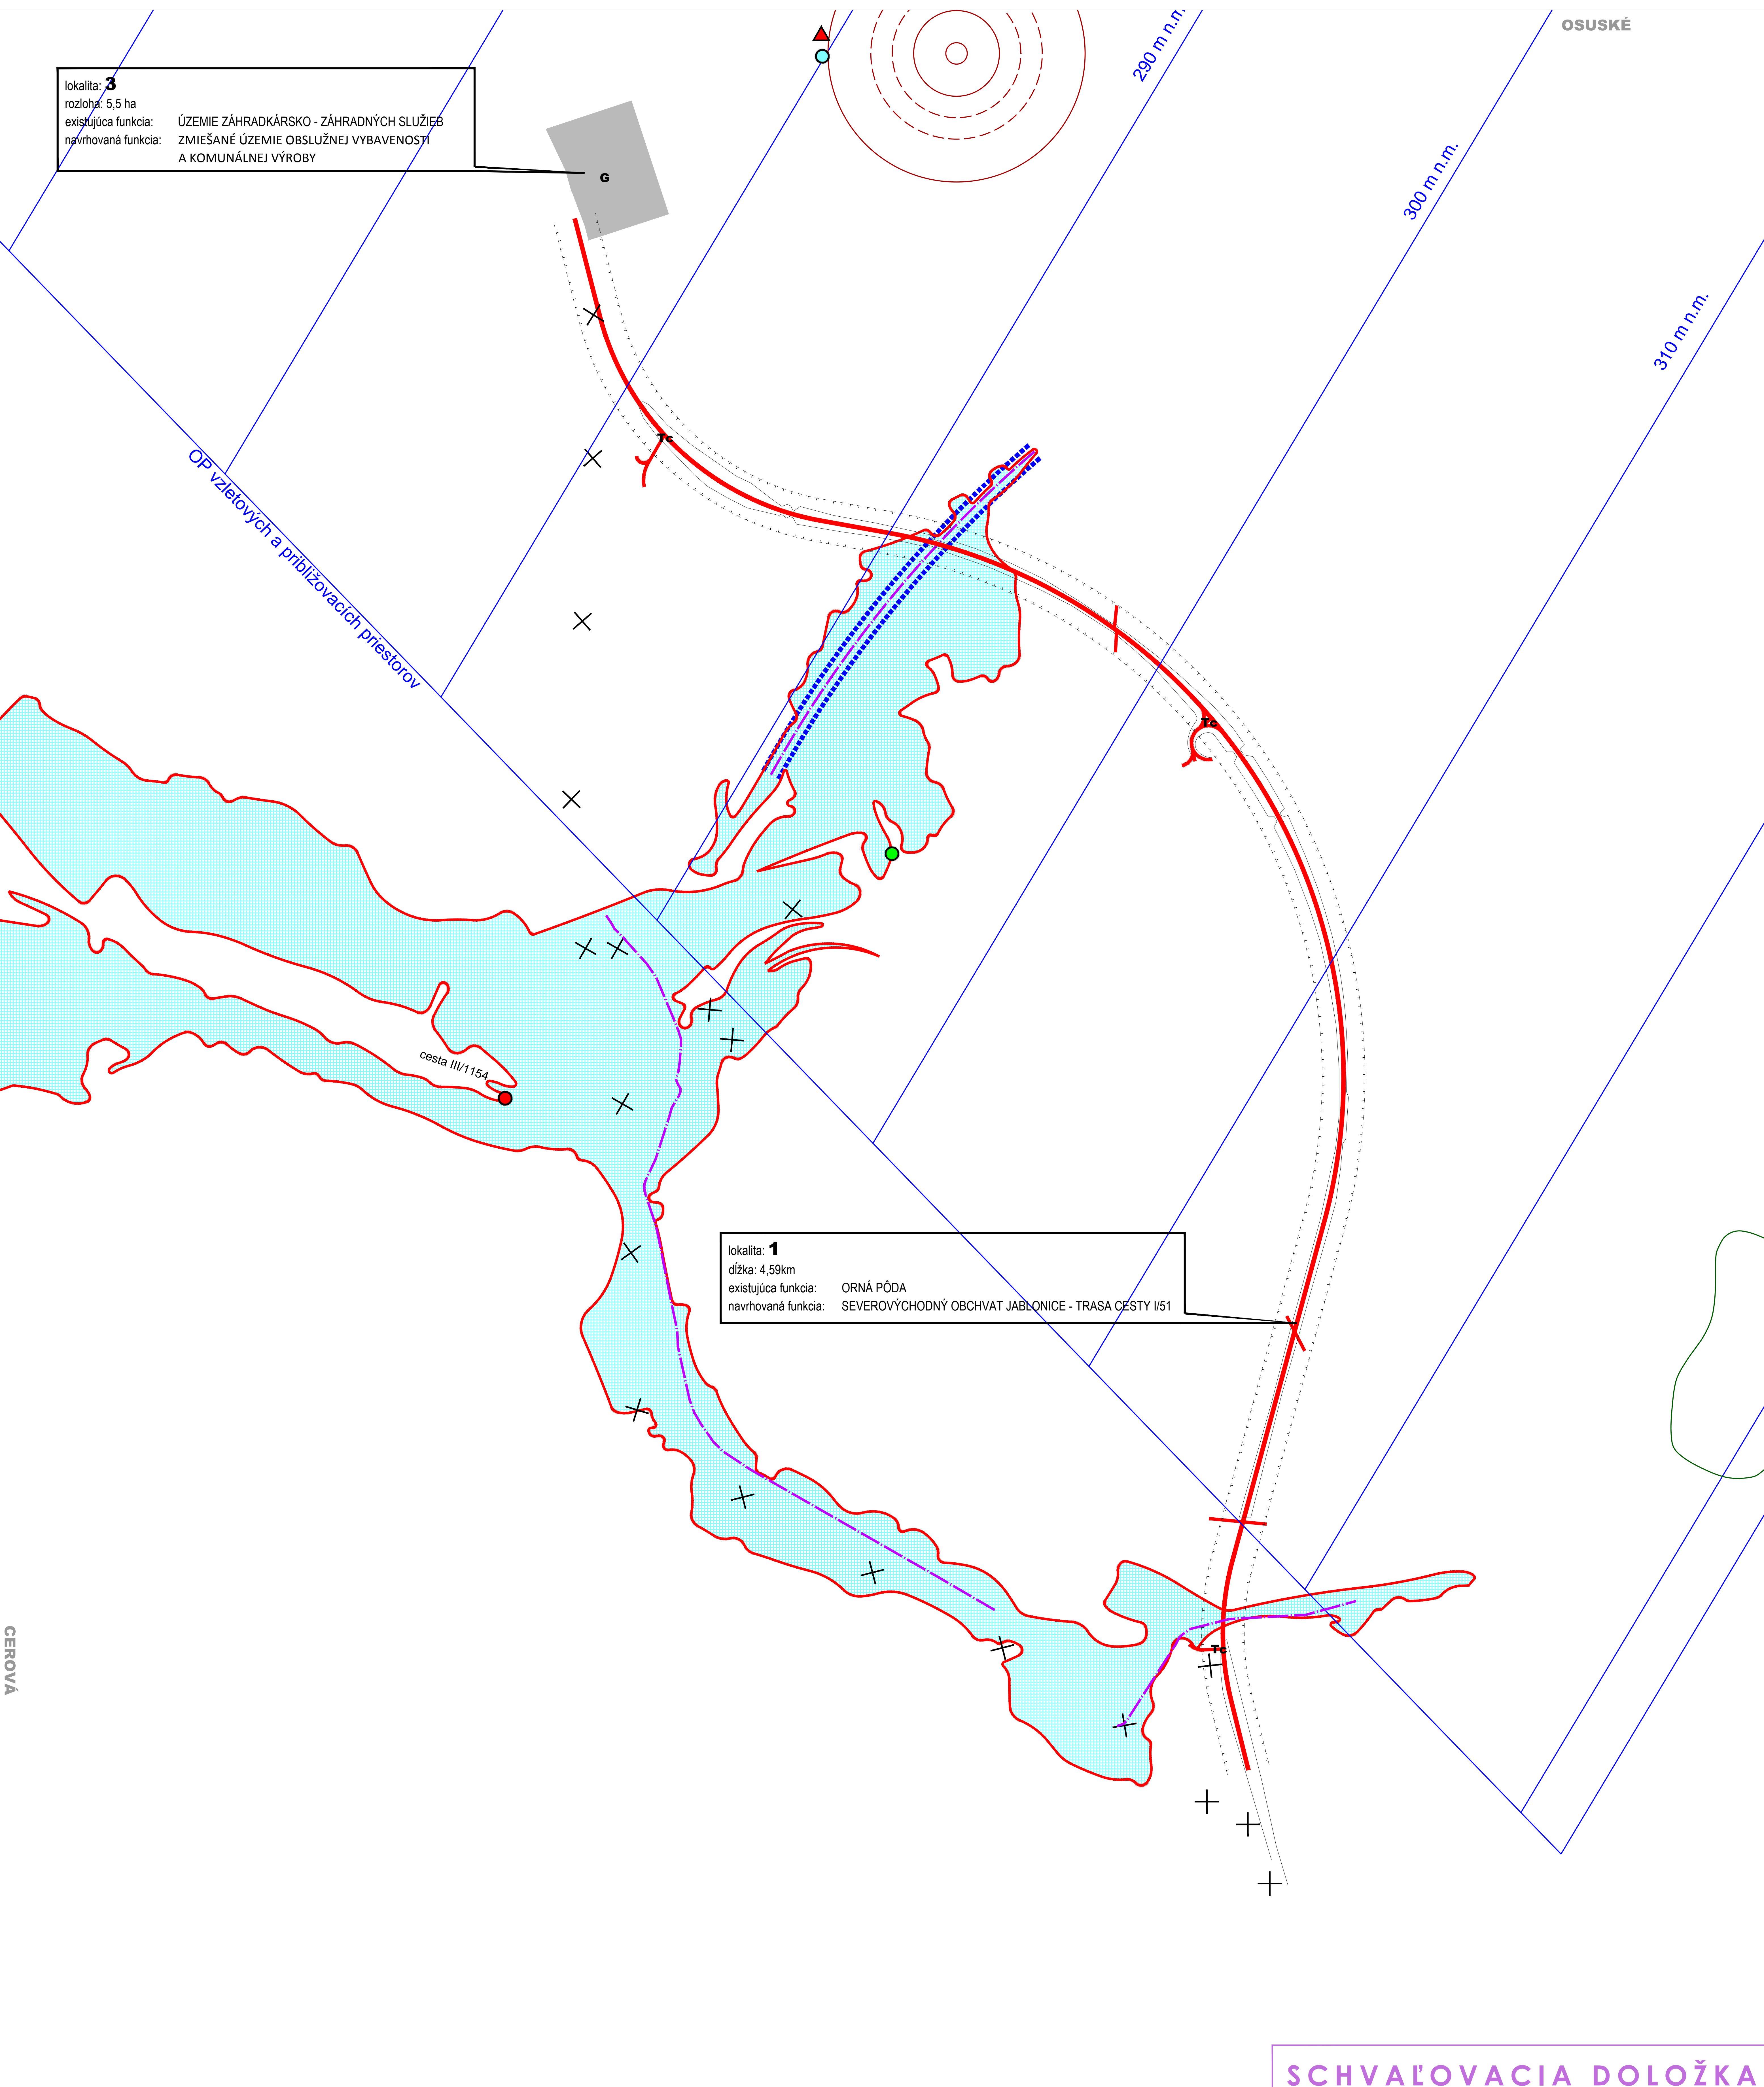 OSUSKÉ
290 m n.m.
lokalita: 3
rozloha: 5,5 ha
existujúca funkcia: ÚZEMIE ZÁHRADKÁRSKO - ZÁHRADNÝCH SLUŽIEB
navrhovaná funkcia: ZMIEŠANÉ ÚZEMIE OBSLUŽNEJ VYBAVENOSTI
A KOMUNÁLNEJ VÝROBY
G
300 m n.m.
310 m n.m.
Tc
OP vzletových a približovacích priestorov
Tc
cesta III/1154
lokalita: 1
dĺžka: 4,59km
existujúca funkcia: ORNÁ PÔDA
navrhovaná funkcia: SEVEROVÝCHODNÝ OBCHVAT JABLONICE - TRASA CESTY I/51
Tc
CEROVÁ
SCHVAĽOVACIA DOLOŽKA